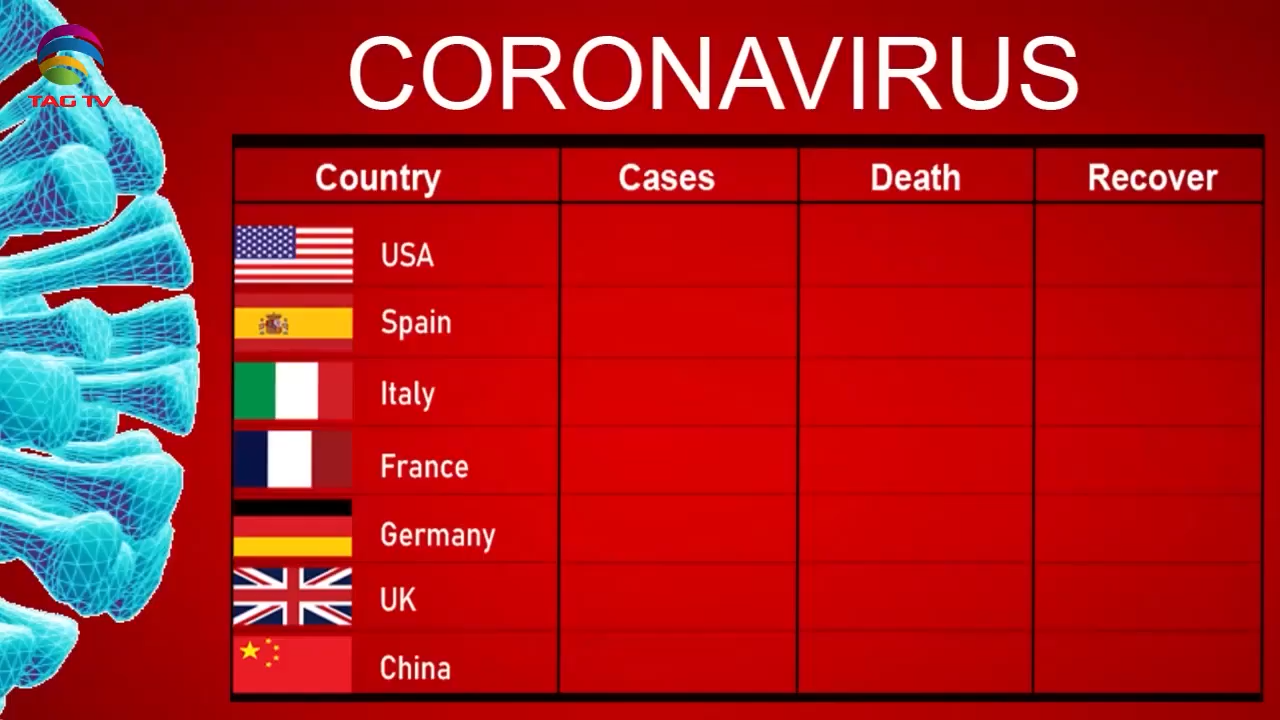 TAG TV
CORONAVIRUS
Country Cases Death Recover
USA
Spain
Italy
France
Germany
UK
China